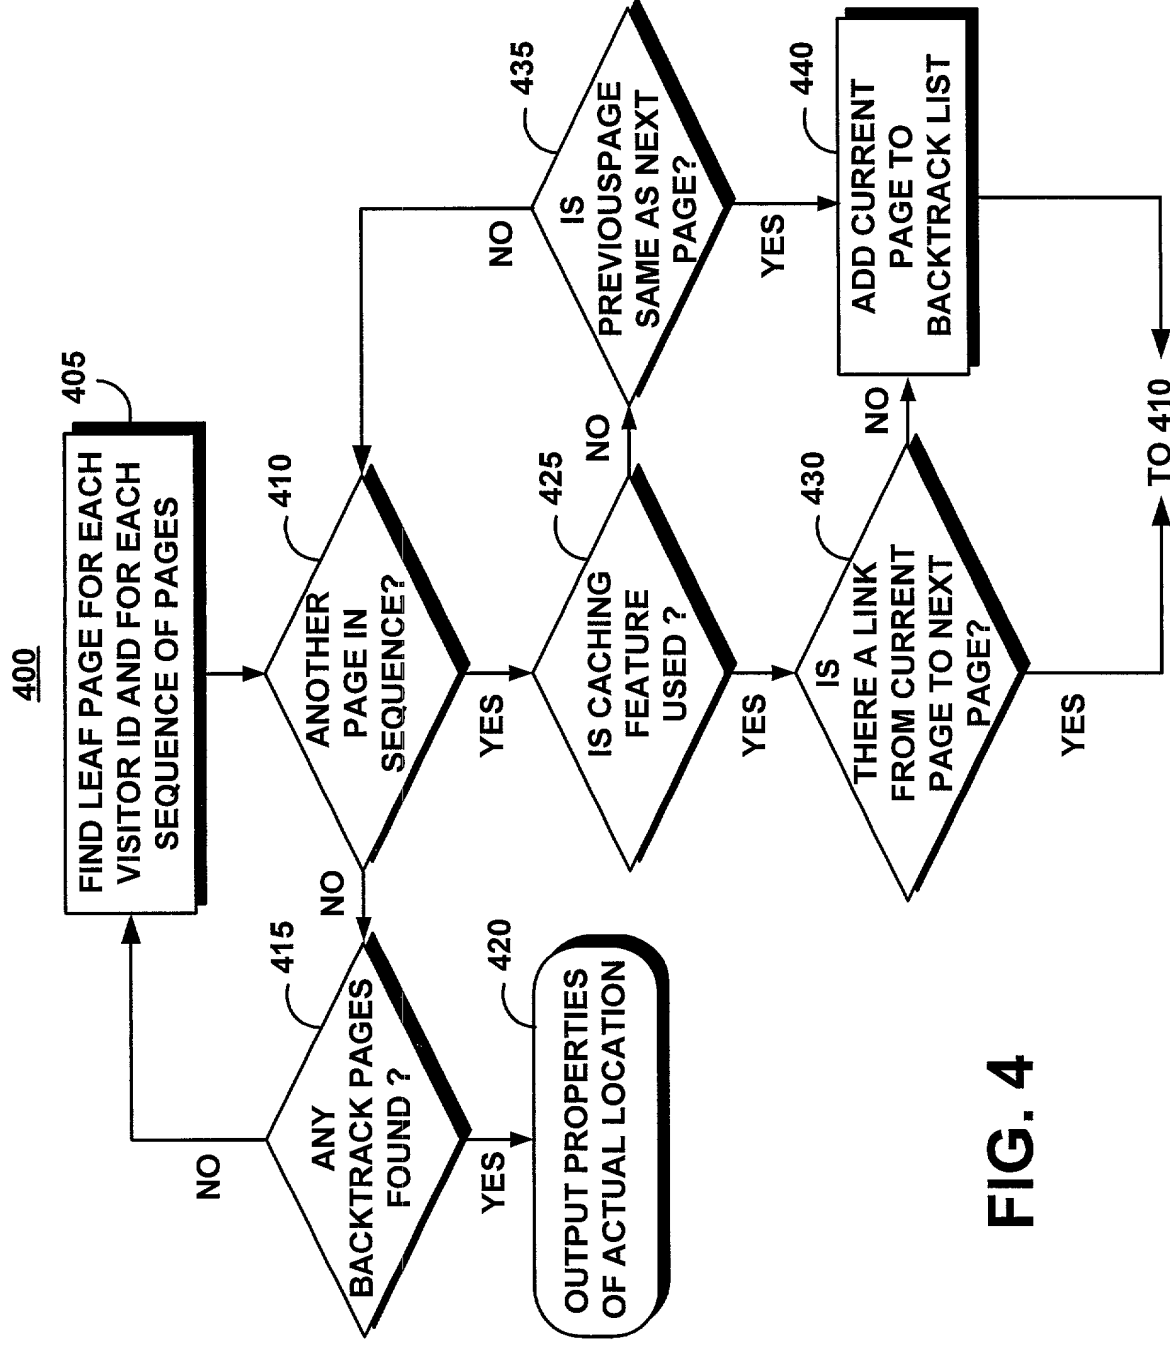 400
405
FIND LEAF PAGE FOR EACH
VISITOR ID AND FOR EACH
SEQUENCE OF PAGES
410
ANOTHER
PAGE IN
SEQUENCE?
NO
YES
415
ANY
BACKTRACK PAGES
FOUND ?
NO
YES
420
OUTPUT PROPERTIES
OF ACTUAL LOCATION
425
IS CACHING
FEATURE
USED ?
NO
YES
435
IS
PREVIOUSPAGE
SAME AS NEXT
PAGE?
NO
YES
430
IS
THERE A LINK
FROM CURRENT
PAGE TO NEXT
PAGE?
NO
YES
440
ADD CURRENT
PAGE TO
BACKTRACK LIST
TO 410
FIG. 4